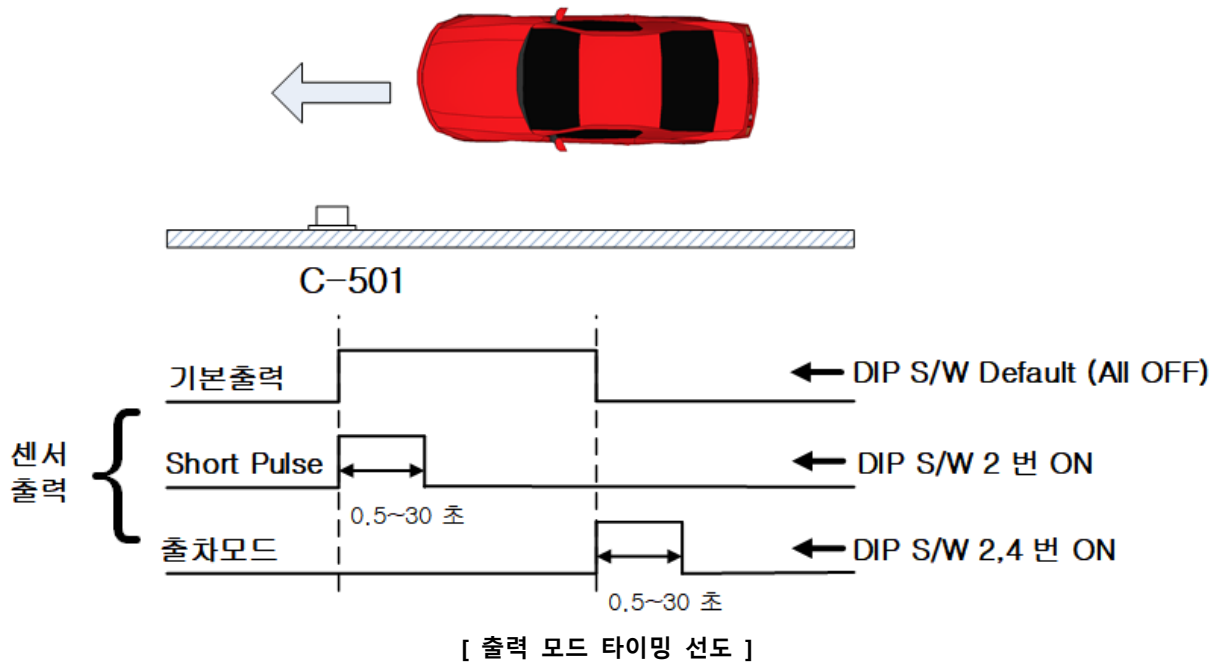 C-501
기본출력
DIP S/W Default (All OFF)
센서
출력
Short Pulse
DIP S/W 2 번 ON
0.5~30 초
출차모드
DIP S/W 2,4 번 ON
0.5~30 초
[ 출력 모드 타이밍 선도 ]